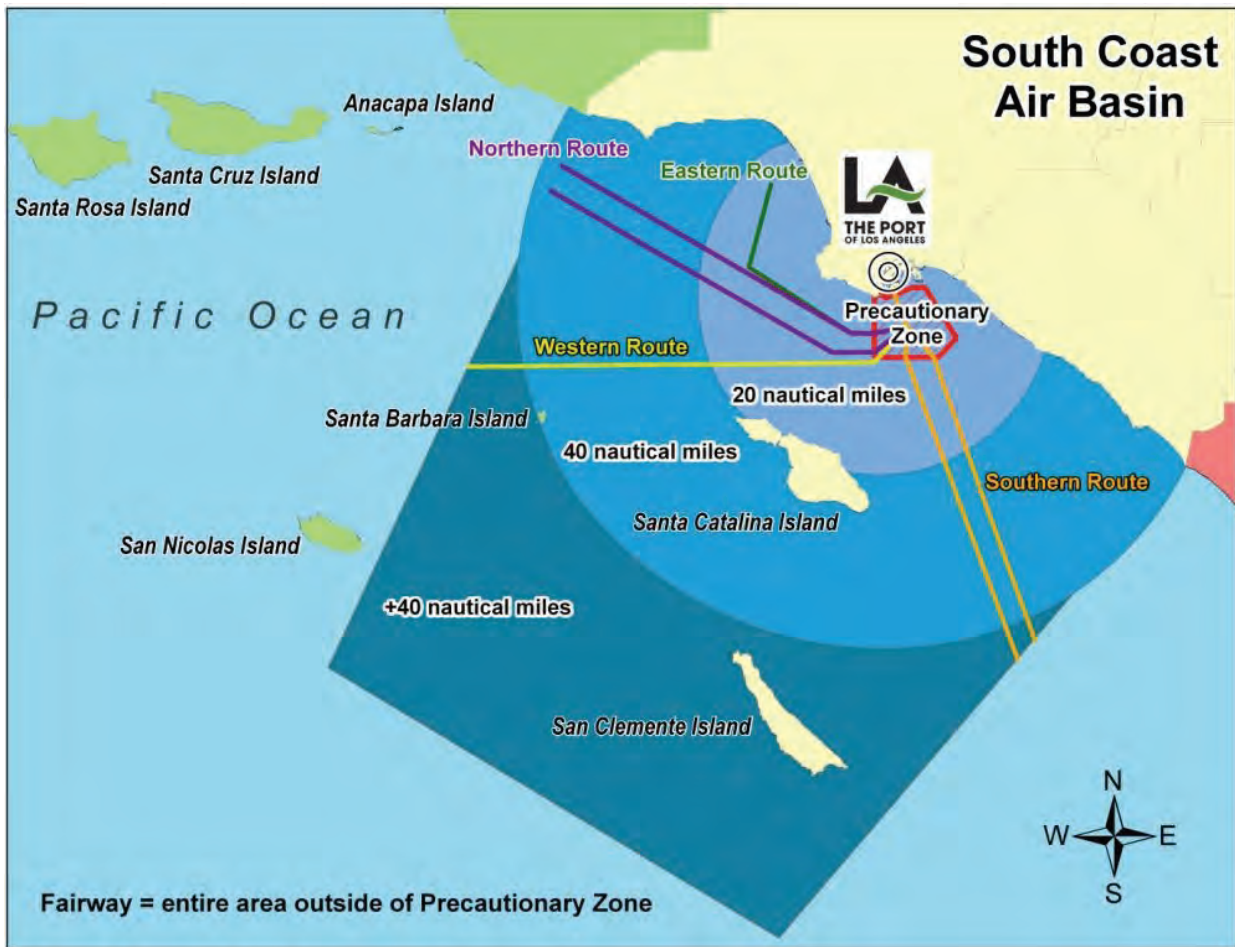 South Coast
Air Basin
Anacapa Island
Northern Route
Santa Cruz Island
Eastern Route
Santa Rosa Island
LA
THE PORT
OF LOS ANGELES
Pacific Ocean
Precautionary
Zone
Western Route
20 nautical miles
Santa Barbara Island
40 nautical miles
Southern Route
Santa Catalina Island
San Nicolas Island
+40 nautical miles
San Clemente Island
N
W E
S
Fairway = entire area outside of Precautionary Zone